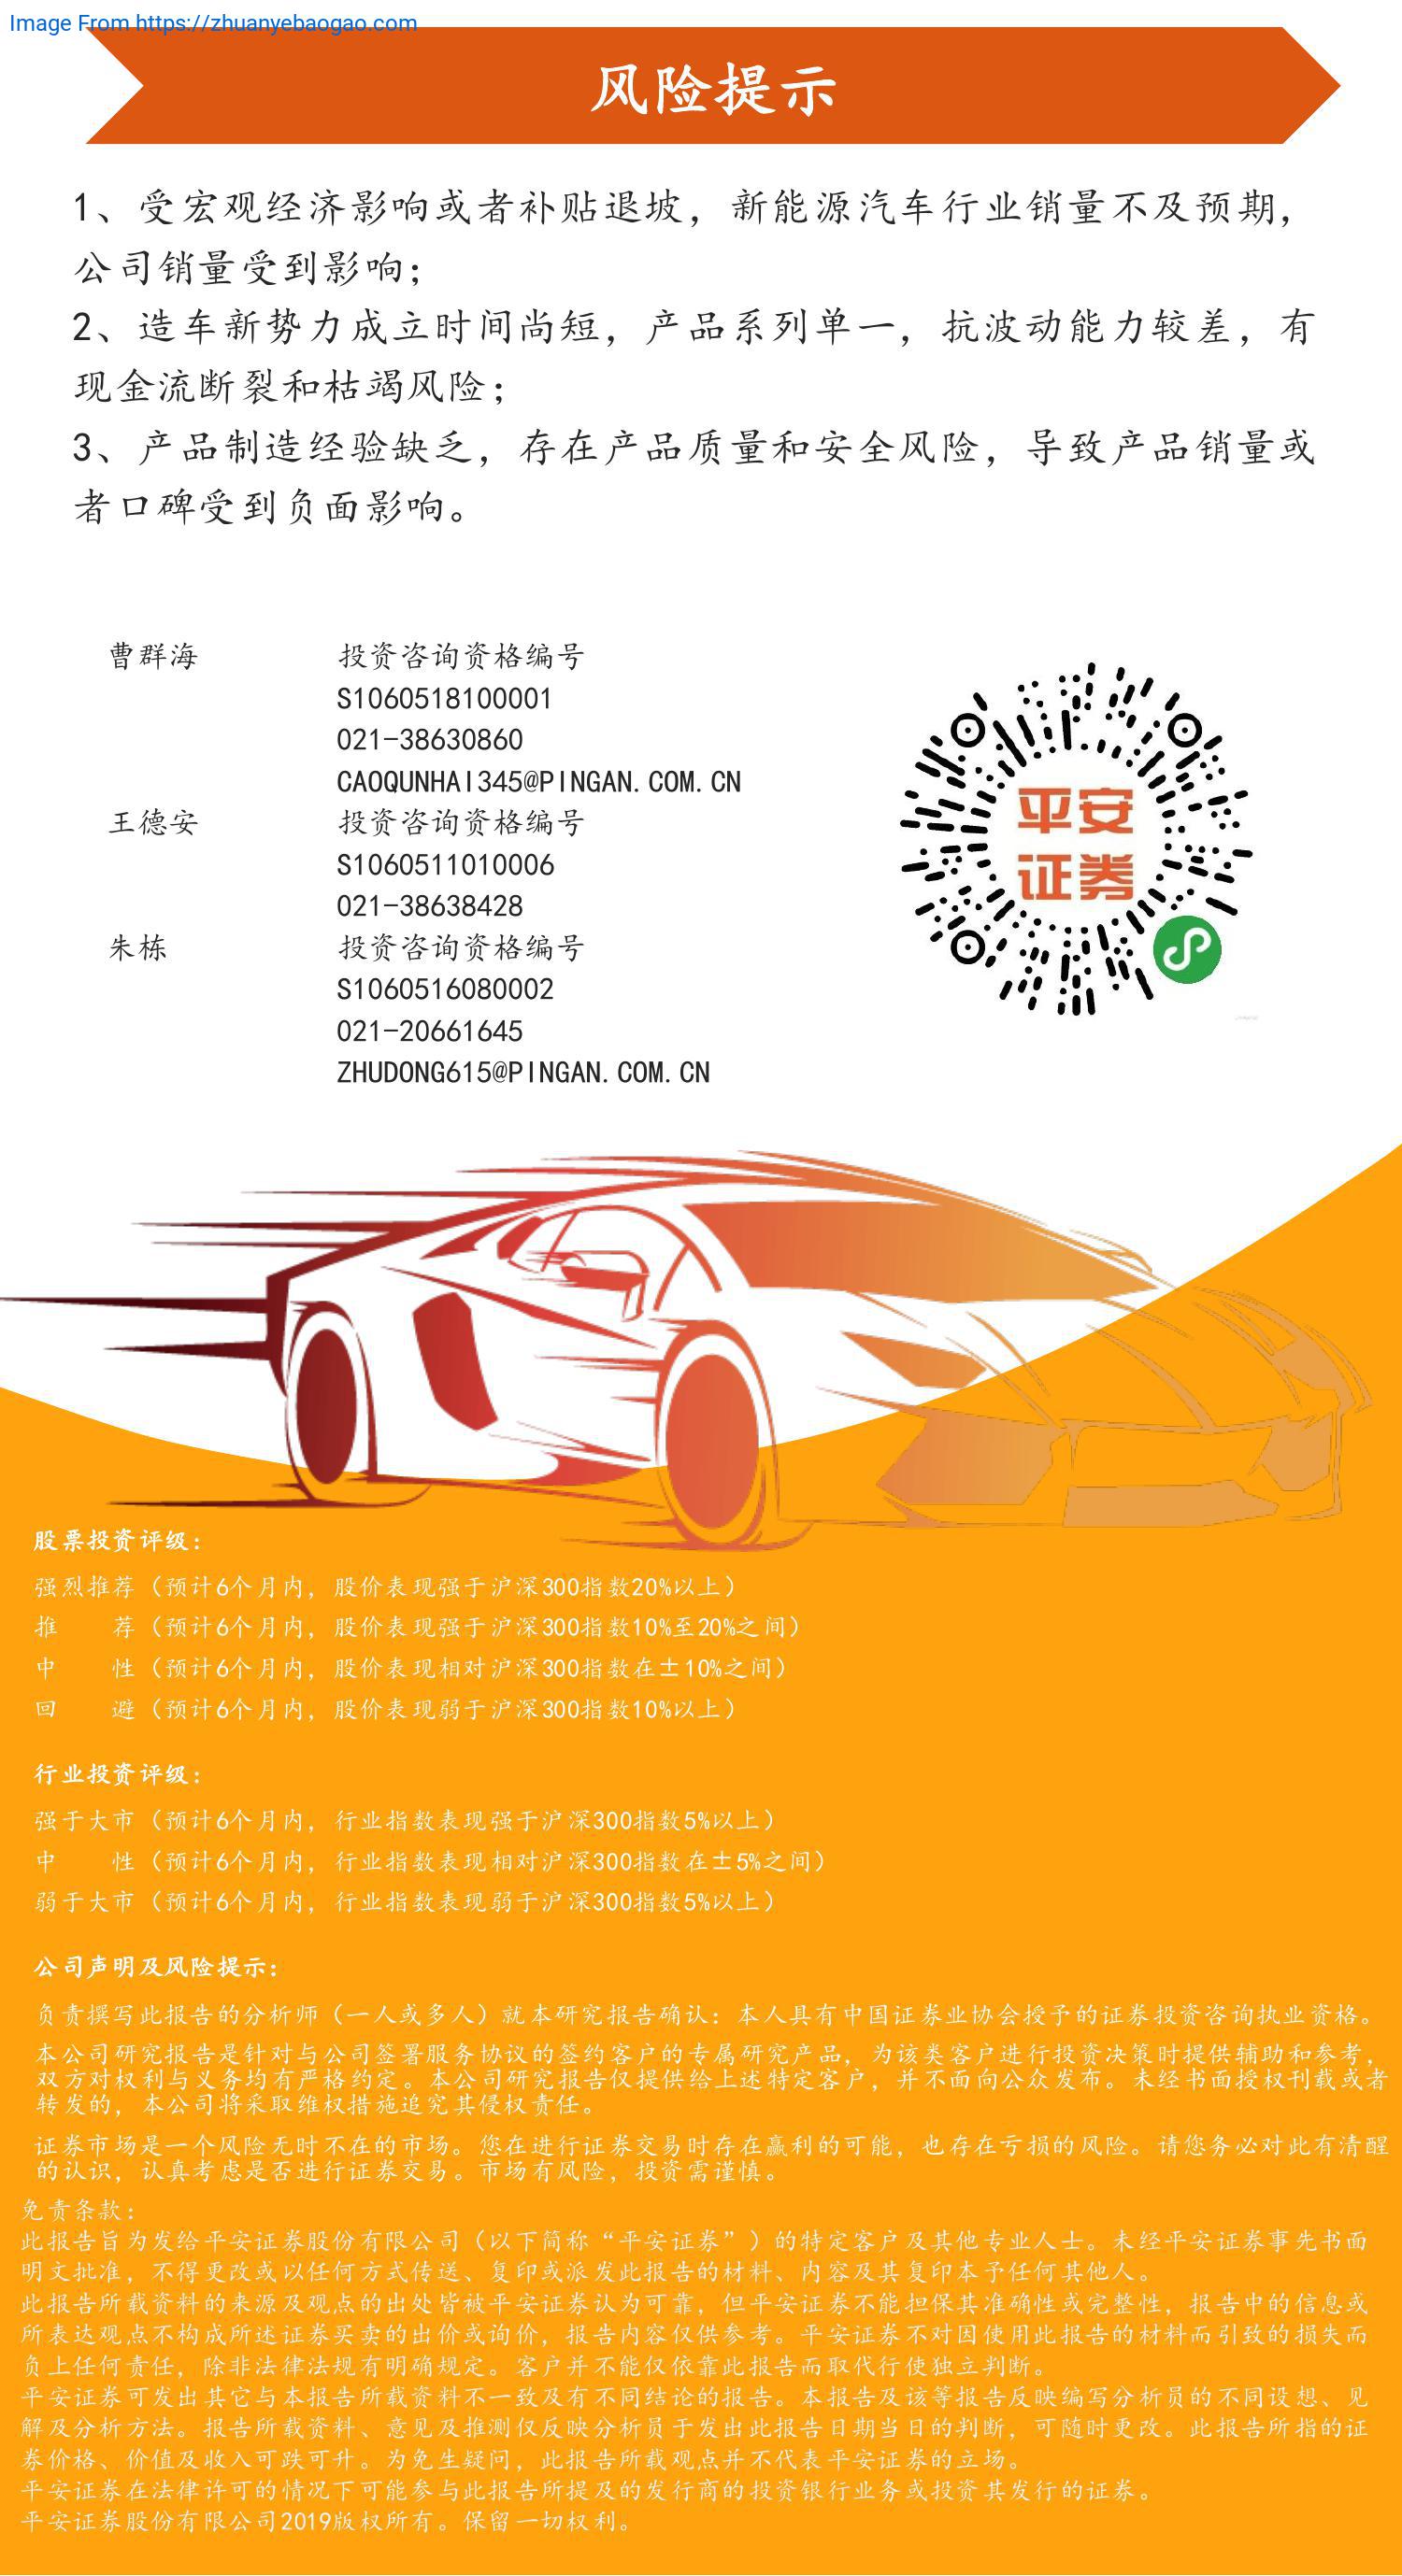 Image From https://zhuanyebaogao.com
风险提示
1、受宏观经济影响或者补贴退坡，新能源汽车行业销量不及预期，
公司销量受到影响；
2、造车新势力成立时间尚短，产品系列单一，抗波动能力较差，有
现金流断裂和枯竭风险；
3、产品制造经验缺乏，存在产品质量和安全风险，导致产品销量或
者口碑受到负面影响。
曹群海 投资咨询资格编号
S1060518100001
021-38630860
CAOQUNHAI345@PINGAN.COM.CN
王德安 投资咨询资格编号
S1060511010006
021-38638428
朱栋 投资咨询资格编号
S1060516080002
021-20661645
ZHUDONG615@PINGAN.COM.CN
平安
证券
股票投资评级：
强烈推荐（预计6个月内，股价表现强于沪深300指数20%以上）
推 荐（预计6个月内，股价表现强于沪深300指数10%至20%之间）
中 性（预计6个月内，股价表现相对沪深300指数在±10%之间）
回 避（预计6个月内，股价表现弱于沪深300指数10%以上）
行业投资评级：
强于大市（预计6个月内，行业指数表现强于沪深300指数5%以上）
中 性（预计6个月内，行业指数表现相对沪深300指数在±5%之间）
弱于大市（预计6个月内，行业指数表现弱于沪深300指数5%以上）
公司声明及风险提示：
负责撰写此报告的分析师（一人或多人）就本研究报告确认：本人具有中国证券业协会授予的证券投资咨询执业资格。
本公司研究报告是针对与公司签署服务协议的签约客户的专属研究产品，为该类客户进行投资决策时提供辅助和参考，
双方对权利与义务均有严格约定。本公司研究报告仅提供给上述特定客户，并不面向公众发布。未经书面授权刊载或者
转发的，本公司将采取维权措施追究其侵权责任。
证券市场是一个风险无时不在的市场。您在进行证券交易时存在赢利的可能，也存在亏损的风险。请您务必对此有清醒
的认识，认真考虑是否进行证券交易。市场有风险，投资需谨慎。
免责条款：
此报告旨为发给平安证券股份有限公司（以下简称“平安证券”）的特定客户及其他专业人士。未经平安证券事先书面
明文批准，不得更改或以任何方式传送、复印或派发此报告的材料、内容及其复印本予任何其他人。
此报告所载资料的来源及观点的出处皆被平安证券认为可靠，但平安证券不能担保其准确性或完整性，报告中的信息或
所表达观点不构成所述证券买卖的出价或询价，报告内容仅供参考。平安证券不对因使用此报告的材料而引致的损失而
负上任何责任，除非法律法规有明确规定。客户并不能仅依靠此报告而取代行使独立判断。
平安证券可发出其它与本报告所载资料不一致及有不同结论的报告。本报告及该等报告反映编写分析员的不同设想、见
解及分析方法。报告所载资料、意见及推测仅反映分析员于发出此报告日期当日的判断，可随时更改。此报告所指的证
券价格、价值及收入可跌可升。为免生疑问，此报告所载观点并不代表平安证券的立场。
平安证券在法律许可的情况下可能参与此报告所提及的发行商的投资银行业务或投资其发行的证券。
平安证券股份有限公司2019版权所有。保留一切权利。